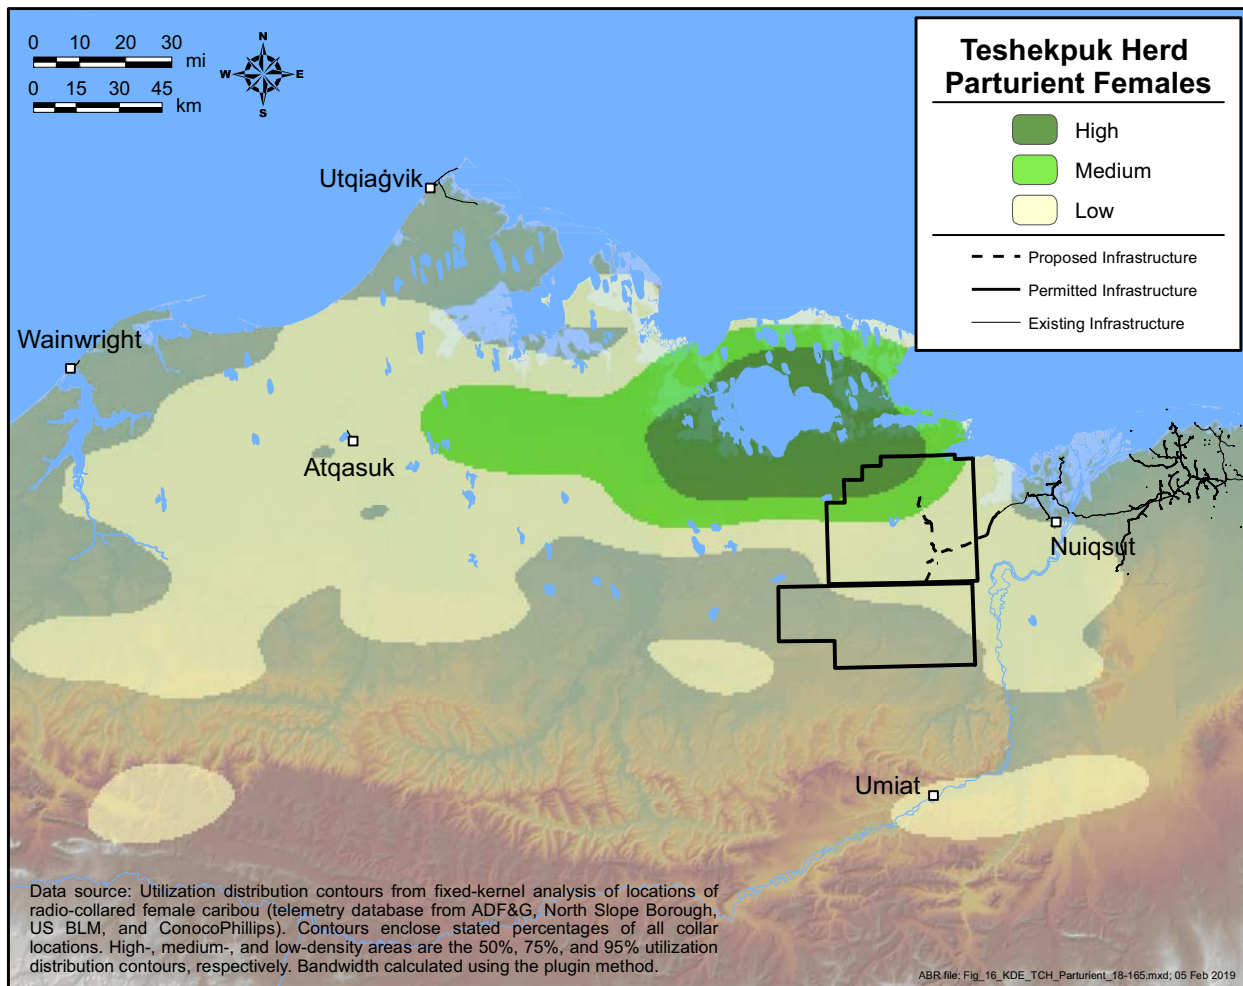 0 10 20 30
mi
0 15 30 45
km
N
W E
S
Teshekpuk Herd
Parturient Females
High
Medium
Low
Proposed Infrastructure
Permitted Infrastructure
Existing Infrastructure
Utqiaġvik
Wainwright
Atqasuk
Nuiqsut
Umiat
Data source: Utilization distribution contours from fixed-kernel analysis of locations of
radio-collared female caribou (telemetry database from ADF&G, North Slope Borough,
US BLM, and ConocoPhillips). Contours enclose stated percentages of all collar
locations. High-, medium-, and low-density areas are the 50%, 75%, and 95% utilization
distribution contours, respectively. Bandwidth calculated using the plugin method.
ABR file: Fig_16_KDE_TCH_Parturient_18-165.mxd; 05 Feb 2019